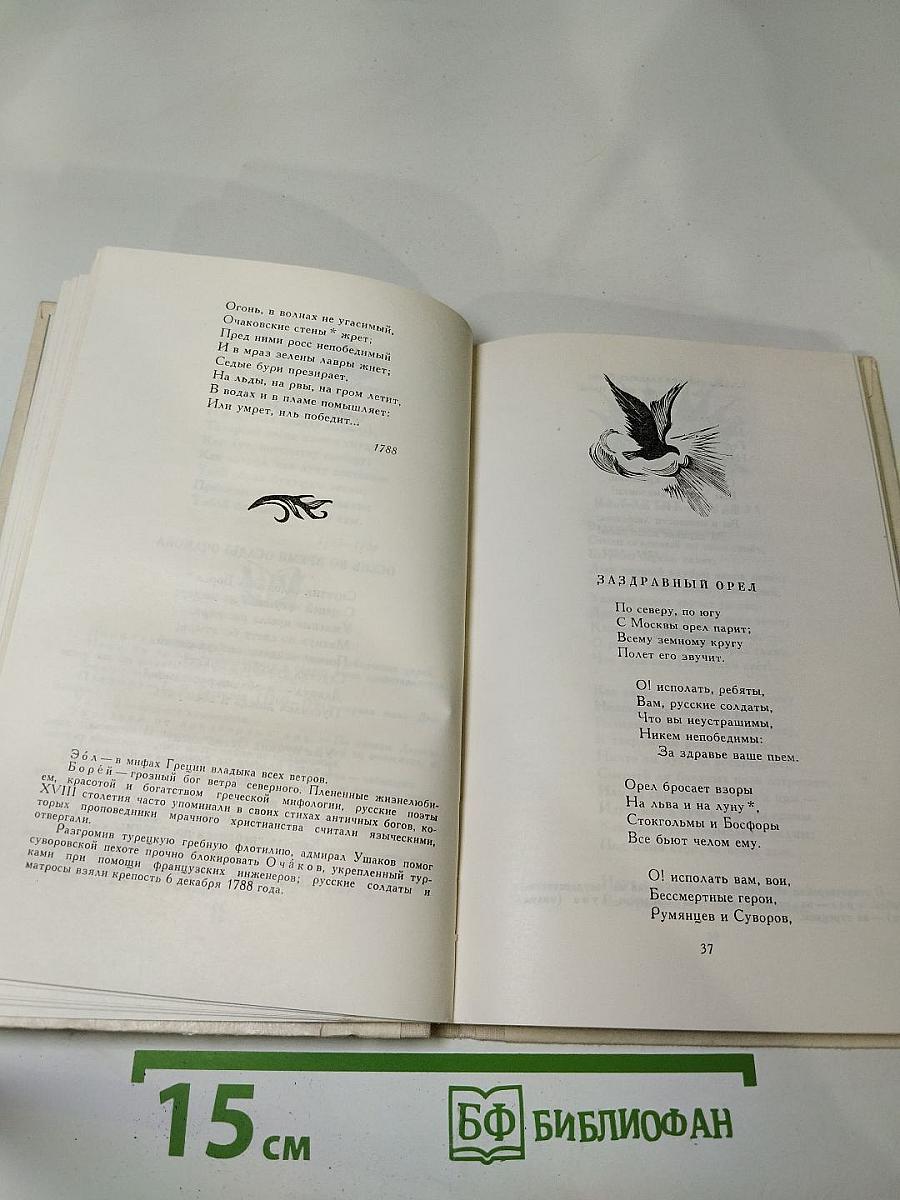 Огонь, в волнах не угасимый,
Очаковские стены * жрет;
Пред ними росс непобедимый
И в мраз зелены лавры жнет;
Седые бури презирает,
На льды, на рвы, на гром летит,
В водах и в пламе помышляет:
Или умрет, иль победит...
1788
Эо́л — в мифах Греции владыка всех ветров.
Боре́й — грозный бог ветра северного. Плененные жизнелюби-
ем, красотой и богатством греческой мифологии, русские поэты
XVIII столетия часто упоминали в своих стихах античных богов, ко-
торых проповедники мрачного христианства считали языческими,
отвергали.
Разгромив турецкую гребную флотилию, адмирал Ушаков помог
суворовской пехоте прочно блокировать Оча́ков, укрепленный тур-
ками при помощи французских инженеров; русские солдаты и
матросы взяли крепость 6 декабря 1788 года.
ЗАЗДРАВНЫЙ ОРЕЛ
По северу, по югу
С Москвы орел парит;
Всему земному кругу
Полет его звучит.
О! исполать, ребяты,
Вам, русские солдаты,
Что вы неустрашимы,
Никем непобедимы:
За здравье ваше пьем.
Орел бросает взоры
На льва и на луну *,
Стокгольмы и Босфоры
Все бьют челом ему.
О! исполать вам, вои,
Бессмертные герои,
Румянцев и Суворов,
37
15 см
БФ БИБЛИОФАН